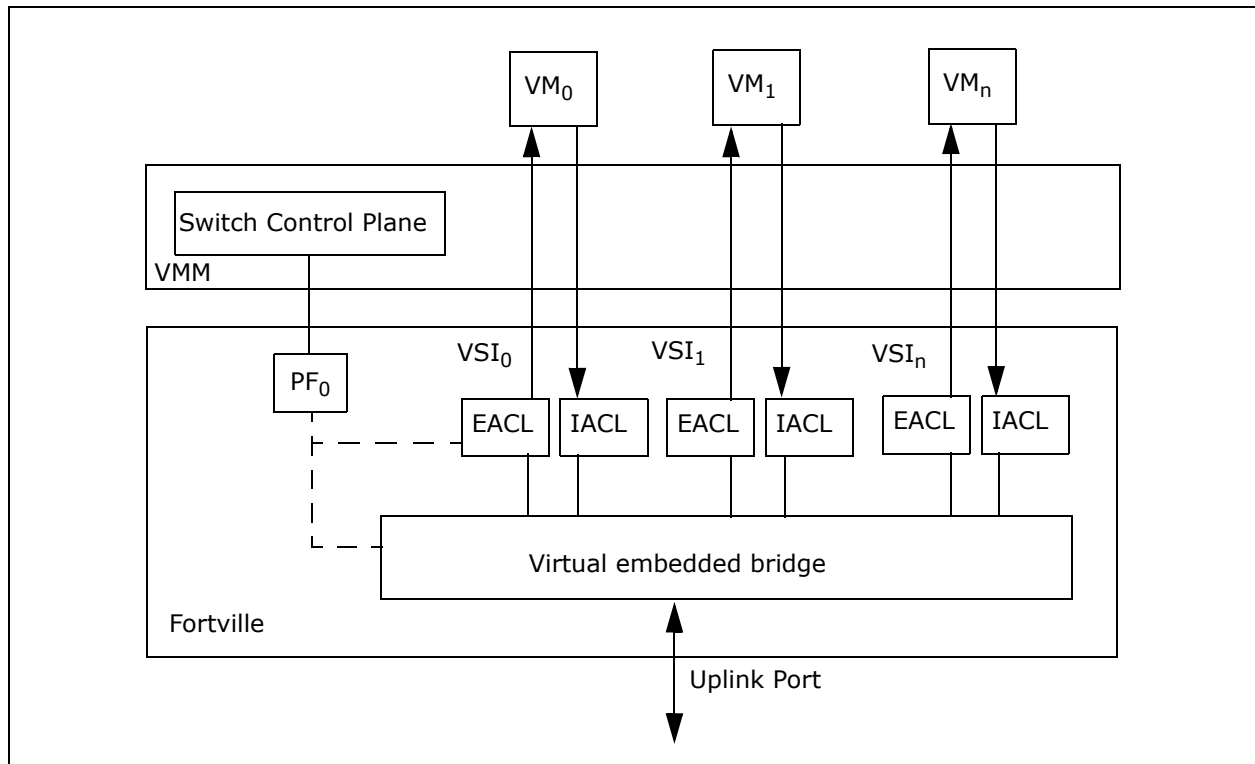 VM0
VM1
VMn
Switch Control Plane
VMM
VSI0
VSI1
VSIn
PF0
EACL
IACL
EACL
IACL
EACL
IACL
Virtual embedded bridge
Fortville
Uplink Port